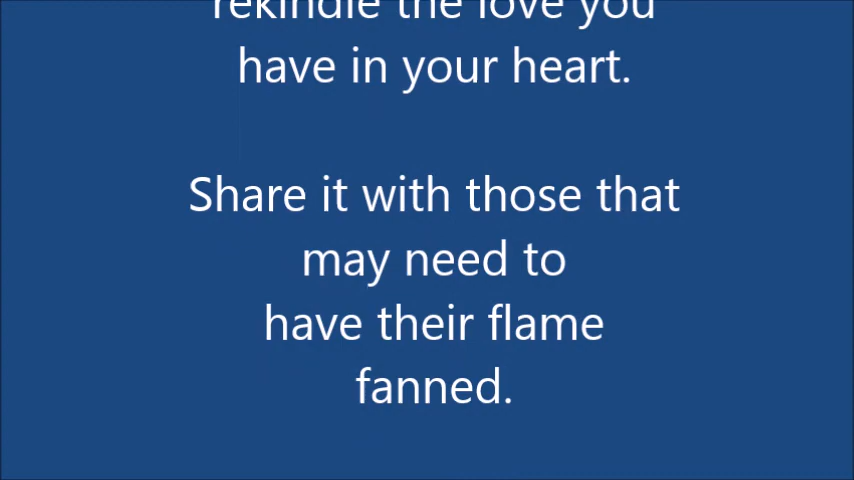 rekindle the love you
have in your heart.
Share it with those that
may need to
have their flame
fanned.